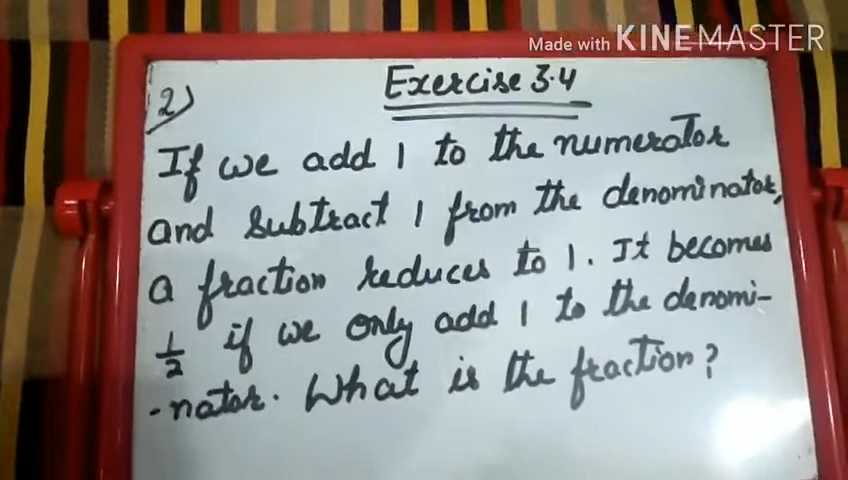 Made with KINEMASTER
Exercise 3.4
2)
If we add 1 to the numerator
and subtract 1 from the denominator,
a fraction reduces to 1. It becomes
1/2 if we only add 1 to the denomi-
-nator. What is the fraction?